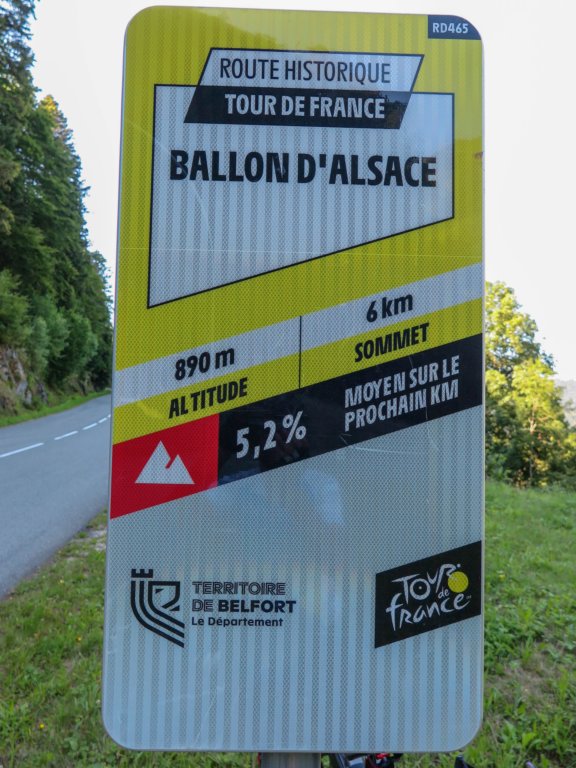 RD465
ROUTE HISTORIQUE
TOUR DE FRANCE
BALLON D'ALSACE
890 m
ALTITUDE
6 km
SOMMET
5,2%
MOYEN SUR LE
PROCHAIN KM
TERRITOIRE
DE BELFORT
Le Département
TOUR
de
france